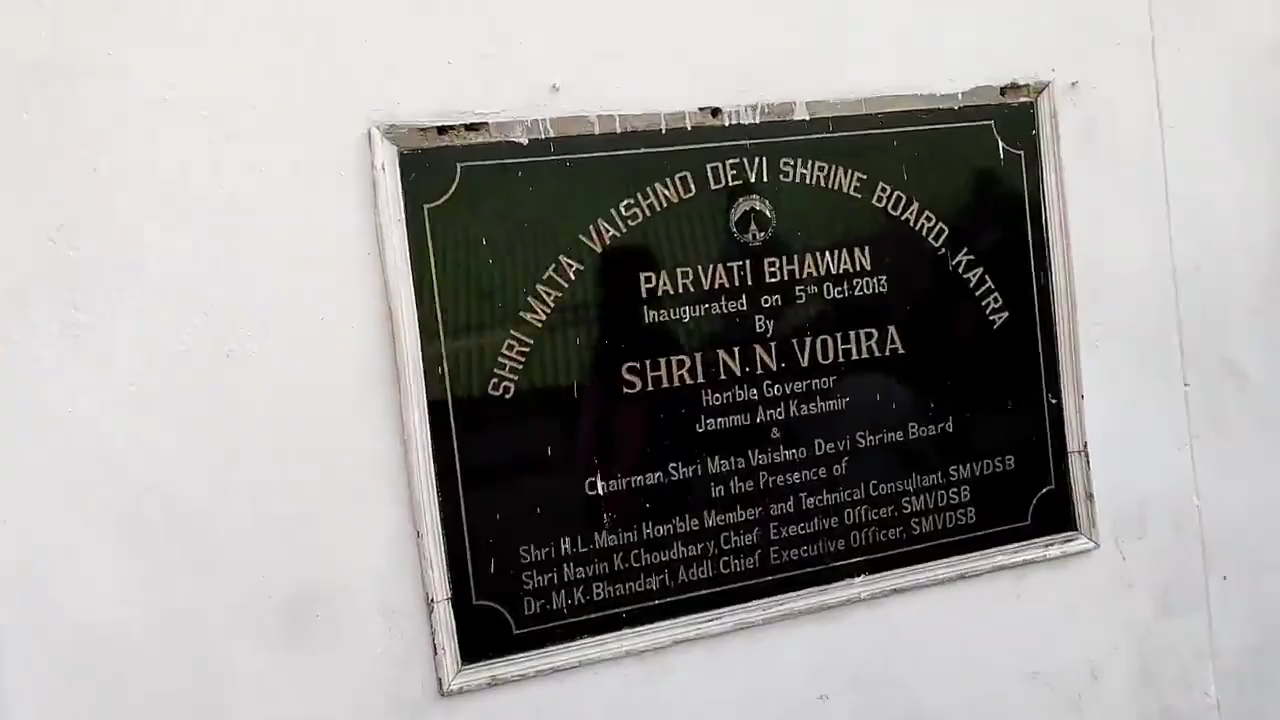 SHRI MATA VAISHNO DEVI SHRINE BOARD, KATRA
PARVATI BHAWAN
Inaugurated on 5th Oct.2013
By
SHRI N.N. VOHRA
Hon'ble Governor
Jammu And Kashmir
&
Chairman, Shri Mata Vaishno Devi Shrine Board
in the Presence of
Shri H.L. Maini Hon'ble Member and Technical Consultant, SMVDSB
Shri Navin K. Choudhary, Chief Executive Officer, SMVDSB
Dr. M.K. Bhandari, Addl. Chief Executive Officer, SMVDSB